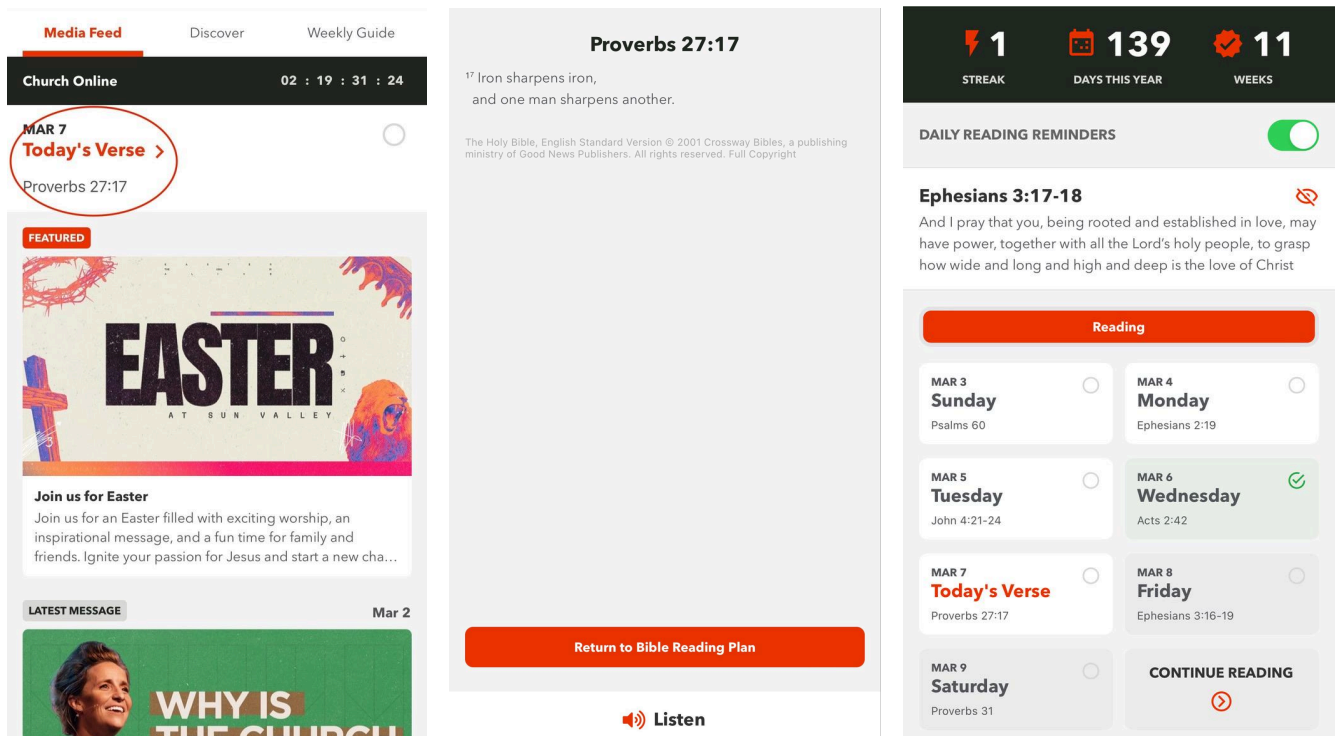 Media Feed
Discover
Weekly Guide
Church Online
02 : 19 : 31 : 24
MAR 7
Today's Verse
Proverbs 27:17
FEATURED
EASTER
AT SUN VALLEY
Join us for Easter
Join us for an Easter filled with exciting worship, an
inspirational message, and a fun time for family and
friends. Ignite your passion for Jesus and start a new cha...
LATEST MESSAGE
Mar 2
WHY IS
THE CHURCH
Proverbs 27:17
17 Iron sharpens iron,
and one man sharpens another.
The Holy Bible, English Standard Version © 2001 Crossway Bibles, a publishing
ministry of Good News Publishers. All rights reserved. Full Copyright
Return to Bible Reading Plan
Listen
1
139
11
STREAK
DAYS THIS YEAR
WEEKS
DAILY READING REMINDERS
Ephesians 3:17-18
And I pray that you, being rooted and established in love, may
have power, together with all the Lord's holy people, to grasp
how wide and long and high and deep is the love of Christ
Reading
MAR 3
Sunday
Psalms 60
MAR 4
Monday
Ephesians 2:19
MAR 5
Tuesday
John 4:21-24
MAR 6
Wednesday
Acts 2:42
MAR 7
Today's Verse
Proverbs 27:17
MAR 8
Friday
Ephesians 3:16-19
MAR 9
Saturday
Proverbs 31
CONTINUE READING